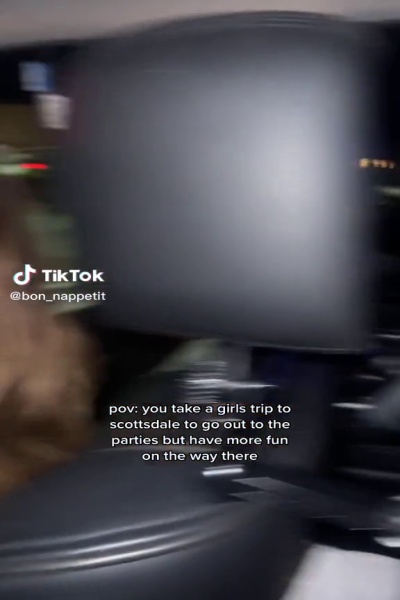 TikTok
@bon_nappetit
pov: you take a girls trip to
scottsdale to go out to the
parties but have more fun
on the way there